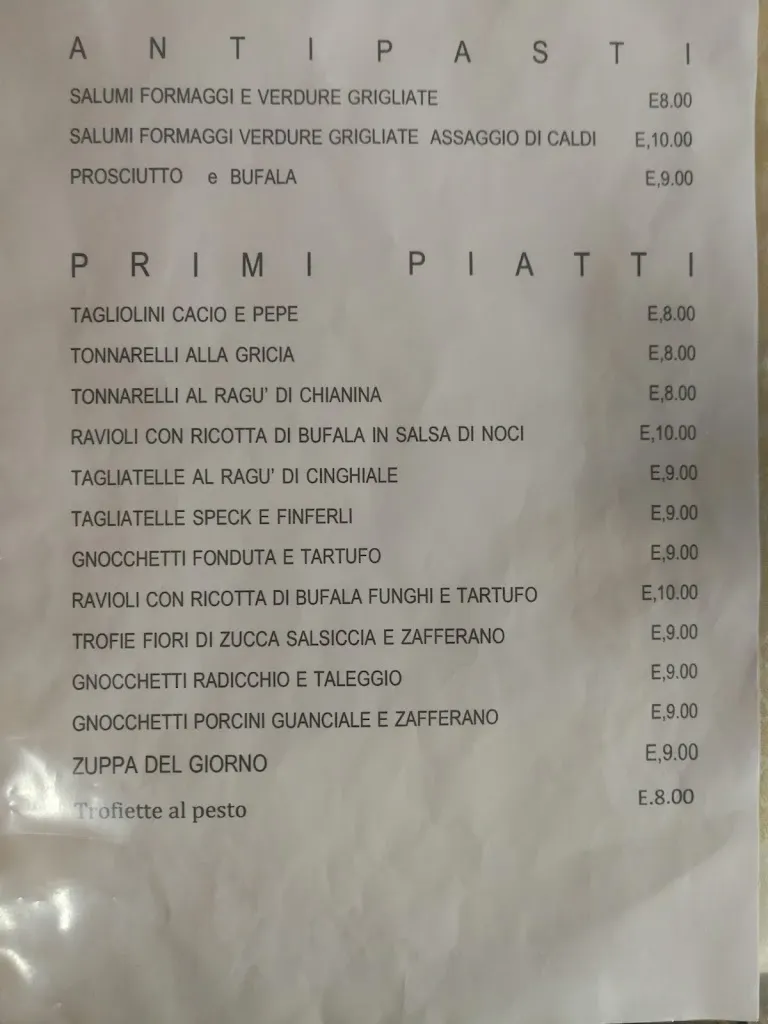 ANTIPASTI
SALUMI FORMAGGI E VERDURE GRIGLIATE E8.00
SALUMI FORMAGGI VERDURE GRIGLIATE ASSAGGIO DI CALDI E,10.00
PROSCIUTTO e BUFALA E,9.00
PRIMI PIATTI
TAGLIOLINI CACIO E PEPE E,8.00
TONNARELLI ALLA GRICIA E,8.00
TONNARELLI AL RAGU' DI CHIANINA E,8.00
RAVIOLI CON RICOTTA DI BUFALA IN SALSA DI NOCI E,10.00
TAGLIATELLE AL RAGU' DI CINGHIALE E,9.00
TAGLIATELLE SPECK E FINFERLI E,9.00
GNOCCHETTI FONDUTA E TARTUFO E,9.00
RAVIOLI CON RICOTTA DI BUFALA FUNGHI E TARTUFO E,10.00
TROFIE FIORI DI ZUCCA SALSICCIA E ZAFFERANO E,9.00
GNOCCHETTI RADICCHIO E TALEGGIO E,9.00
GNOCCHETTI PORCINI GUANCIALE E ZAFFERANO E,9.00
ZUPPA DEL GIORNO E,9.00
Trofiette al pesto E.8.00